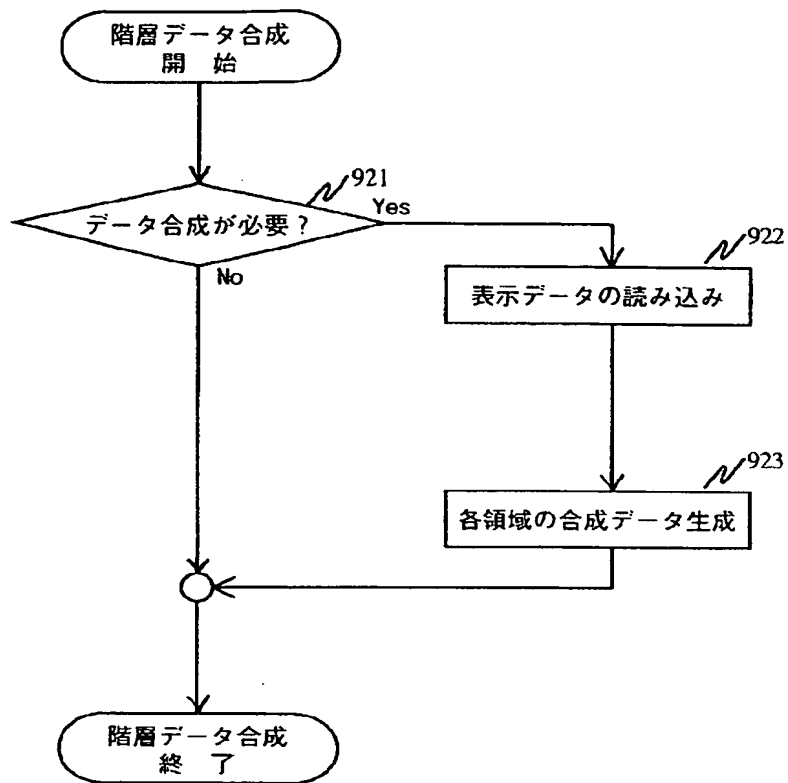 階層データ合成
開 始
921
データ合成が必要？
Yes
No
922
表示データの読み込み
923
各領域の合成データ生成
階層データ合成
終 了